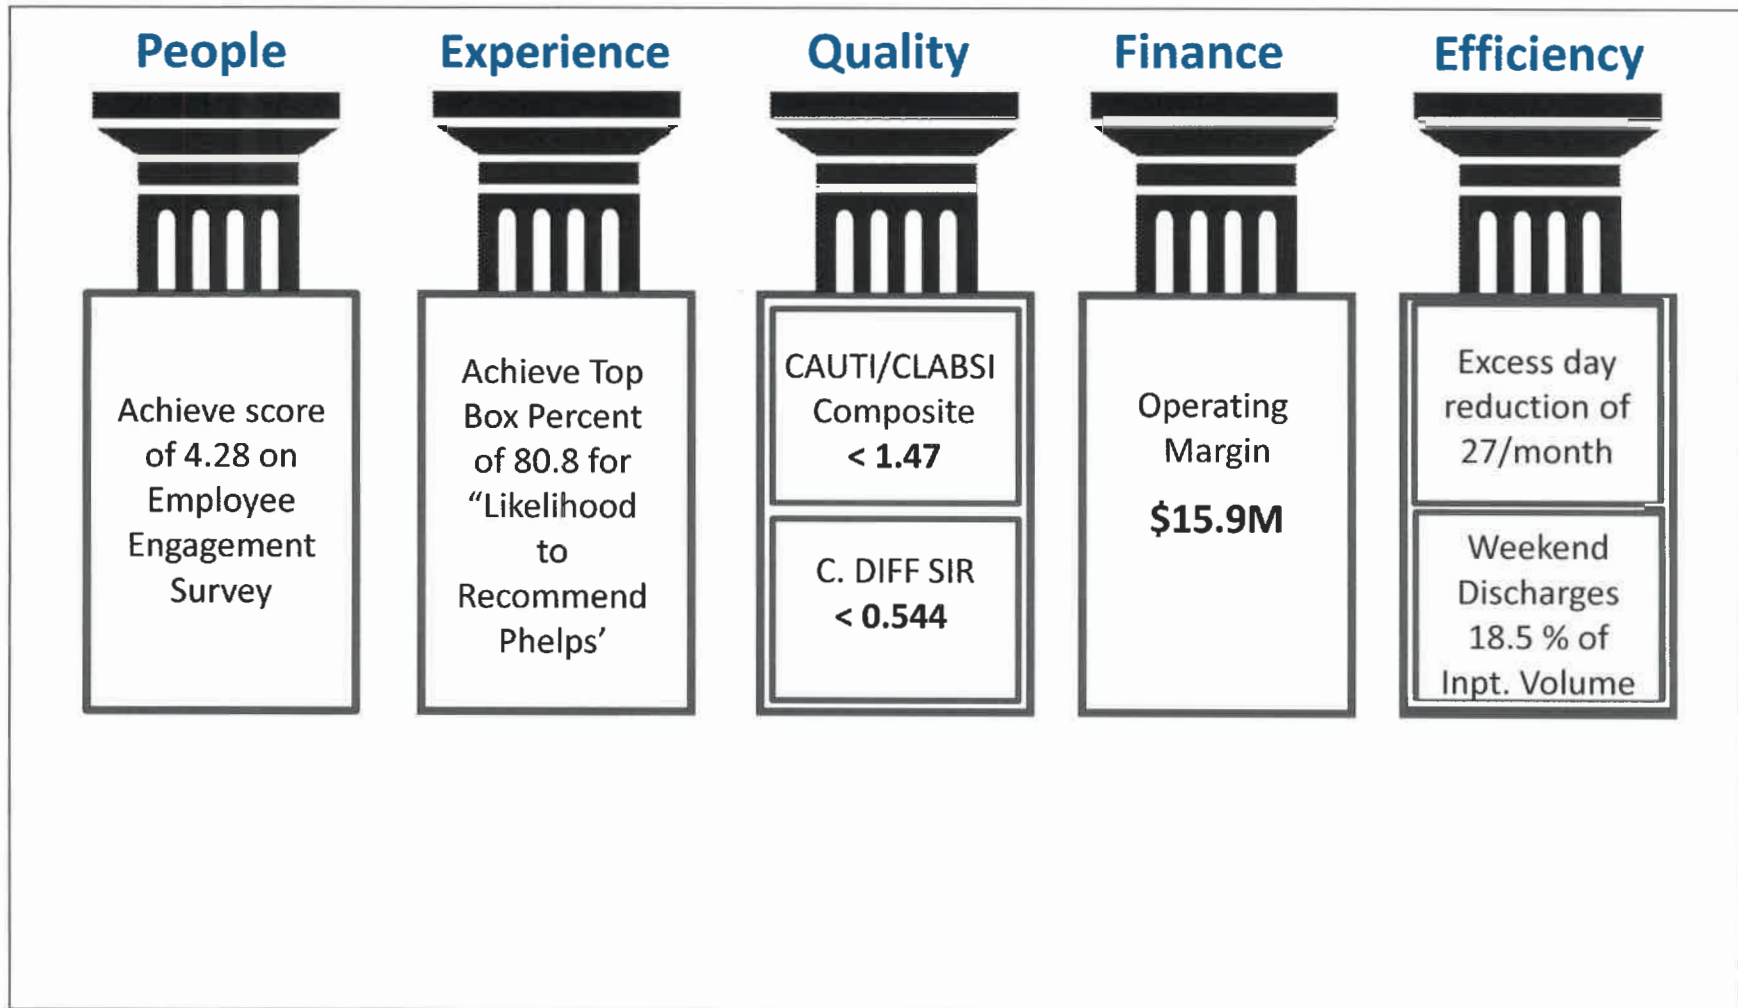 People
Achieve score
of 4.28 on
Employee
Engagement
Survey
Experience
Achieve Top
Box Percent
of 80.8 for
“Likelihood
to
Recommend
Phelps’
Quality
CAUTI/CLABSI
Composite
< 1.47
C. DIFF SIR
< 0.544
Finance
Operating
Margin
$15.9M
Efficiency
Excess day
reduction of
27/month
Weekend
Discharges
18.5 % of
Inpt. Volume